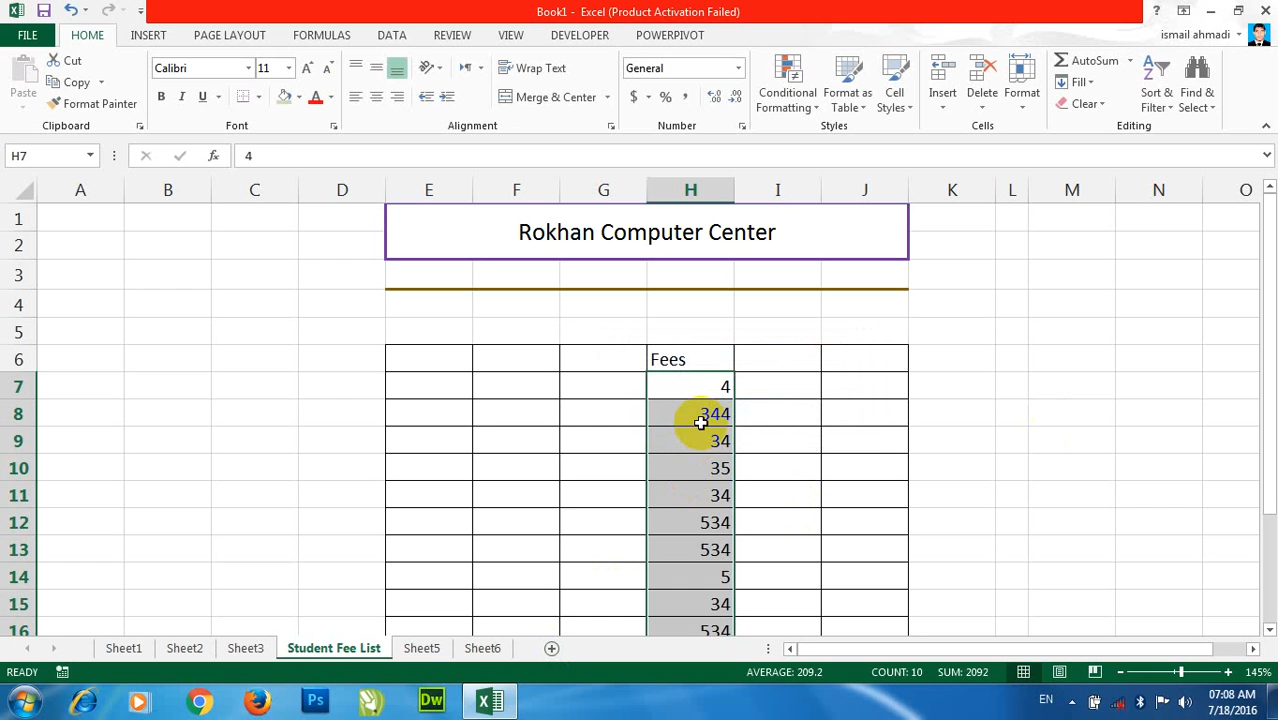 Book1 - Excel (Product Activation Failed)
FILE HOME INSERT PAGE LAYOUT FORMULAS DATA REVIEW VIEW DEVELOPER POWERPIVOT ismail ahmadi
Paste
Cut
Copy
Format Painter
Clipboard
Calibri 11
B I U
Font
Wrap Text
Merge & Center
Alignment
General
$ % ,
Number
Conditional Formatting
Format as Table
Cell Styles
Styles
Insert Delete Format
Cells
AutoSum
Fill
Clear
Sort & Filter
Find & Select
Editing
H7 fx 4
A B C D E F G H I J K L M N O
1 Rokhan Computer Center
2
3
4
5
6 Fees
7 4
8 344
9 34
10 35
11 34
12 534
13 534
14 5
15 34
16 534
Sheet1 Sheet2 Sheet3 Student Fee List Sheet5 Sheet6
READY AVERAGE: 209.2 COUNT: 10 SUM: 2092 145%
Ps Dw EN 07:08 AM
7/18/2016